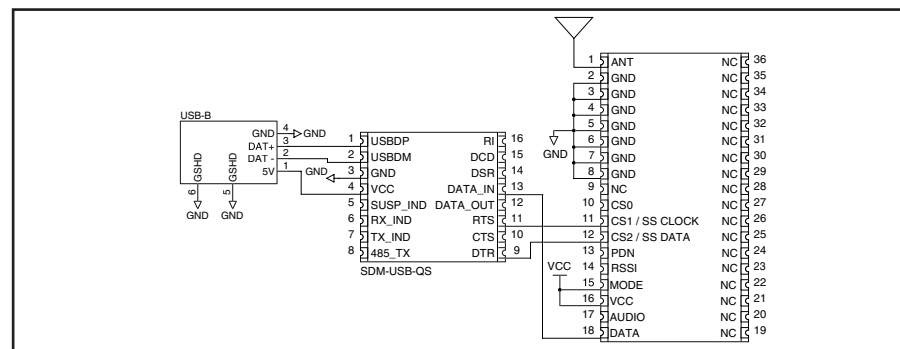 USB-B
GND 4 GND
DAT+ 3
DAT - 2
5V 1
GSHD GSHD
6 5
GND GND
1 USBDP RI 16
2 USBDM DCD 15
GND 3 GND DSR 14
4 VCC DATA_IN 13
5 SUSP_IND DATA_OUT 12
6 RX_IND RTS 11
7 TX_IND CTS 10
8 485_TX DTR 9
SDM-USB-QS
1 ANT NC 36
2 GND NC 35
3 GND NC 34
4 GND NC 33
5 GND NC 32
6 GND NC 31
GND
7 GND NC 30
8 GND NC 29
9 NC NC 28
10 CS0 NC 27
11 CS1 / SS CLOCK NC 26
12 CS2 / SS DATA NC 25
13 PDN NC 24
VCC
14 RSSI NC 23
15 MODE NC 22
16 VCC NC 21
17 AUDIO NC 20
18 DATA NC 19